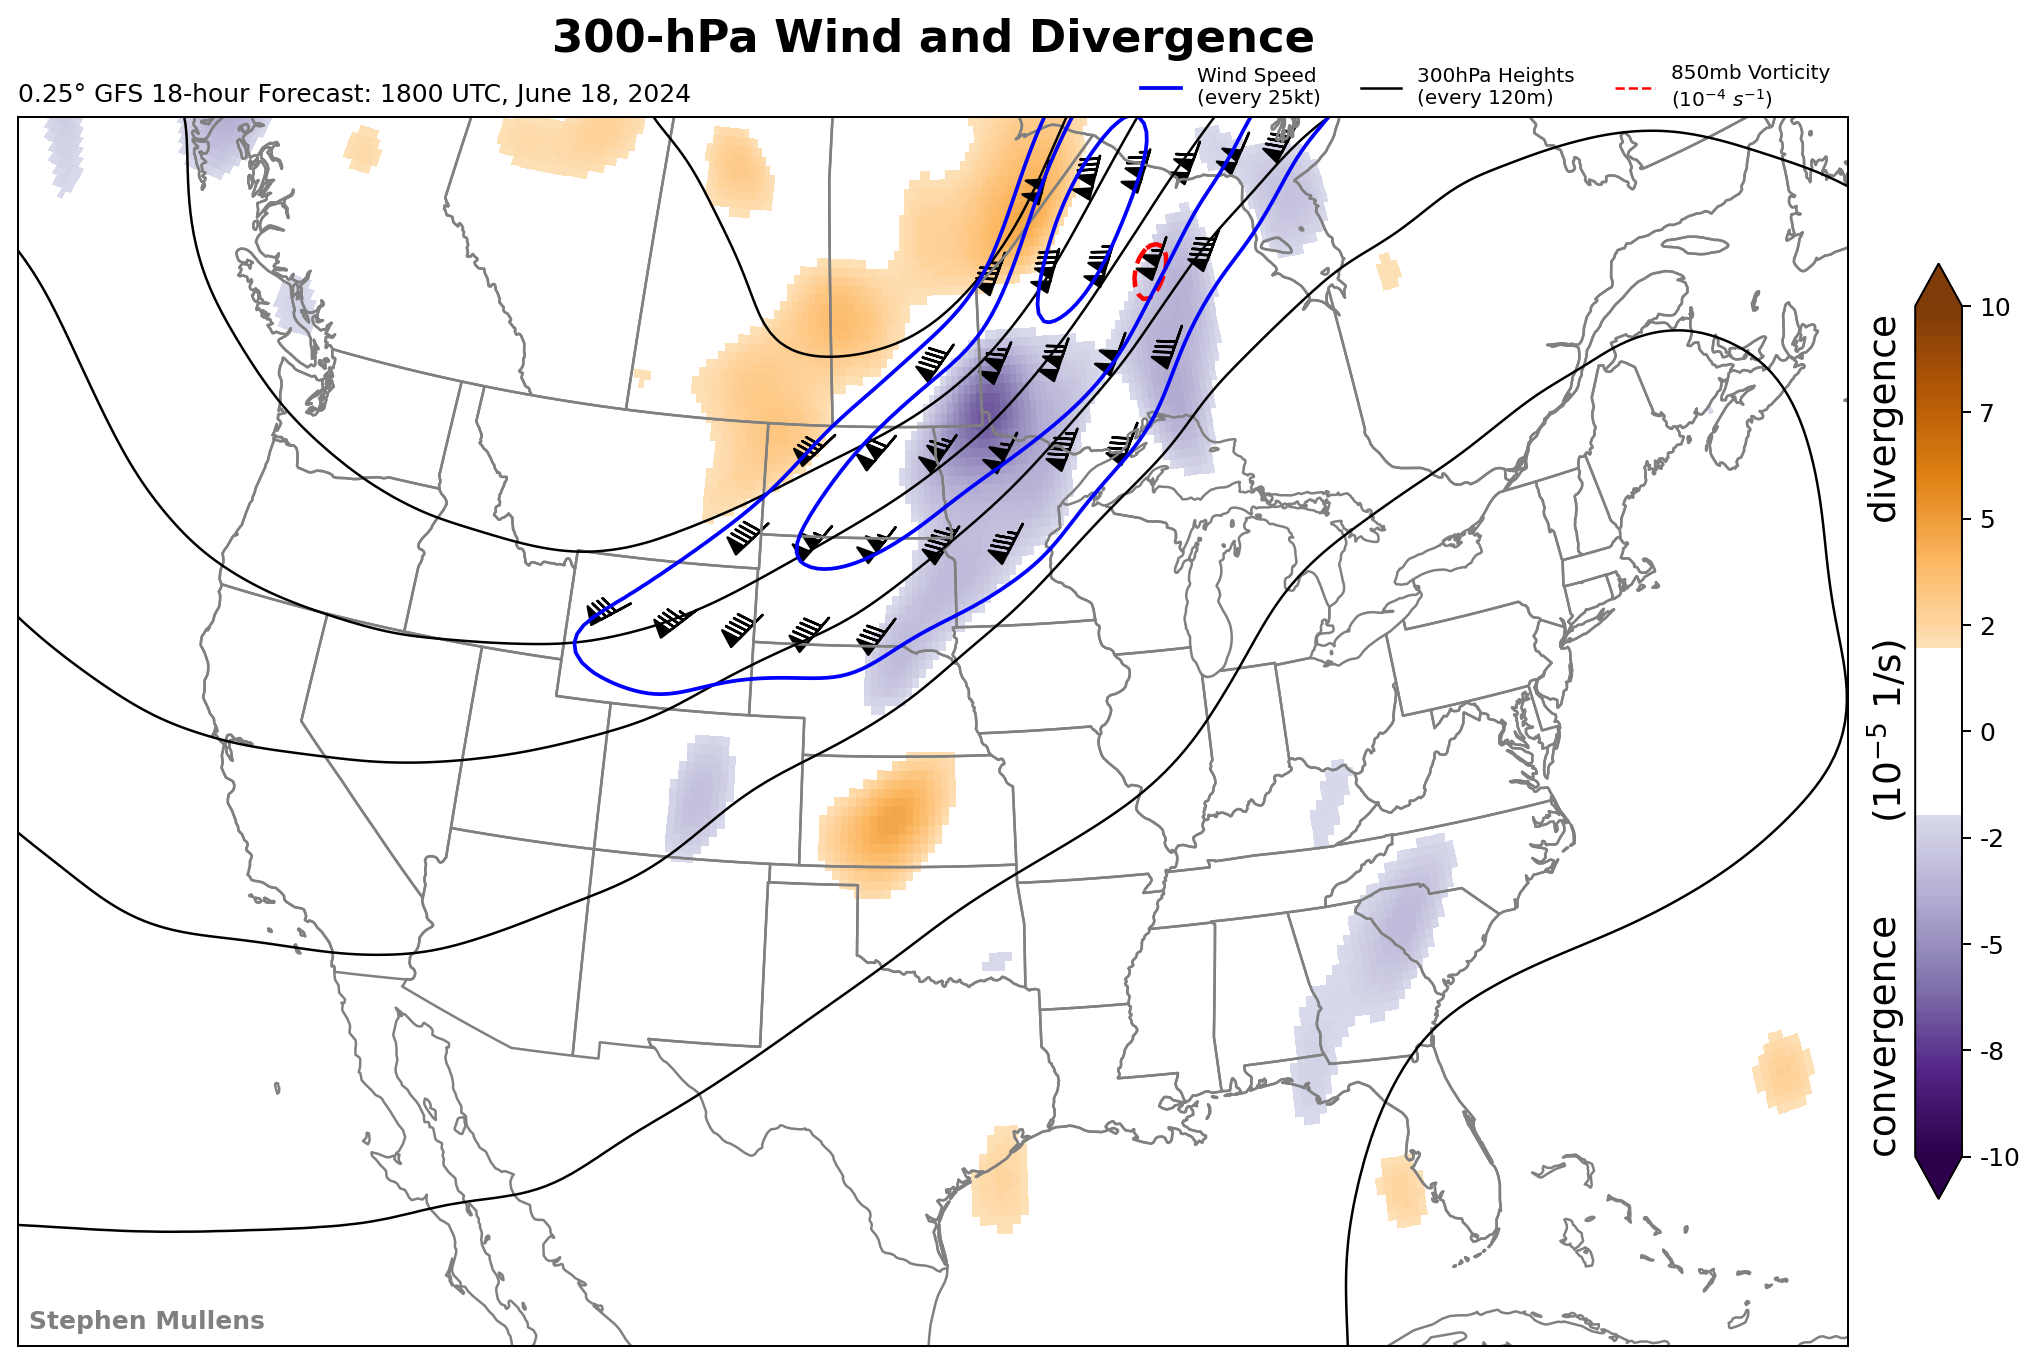 300-hPa Wind and Divergence
0.25° GFS 18-hour Forecast: 1800 UTC, June 18, 2024
Wind Speed
(every 25kt)
300hPa Heights
(every 120m)
850mb Vorticity
(10⁻⁴ s⁻¹)
10
7
5
2
0
-2
-5
-8
-10
convergence (10⁻⁵ 1/s) divergence
Stephen Mullens